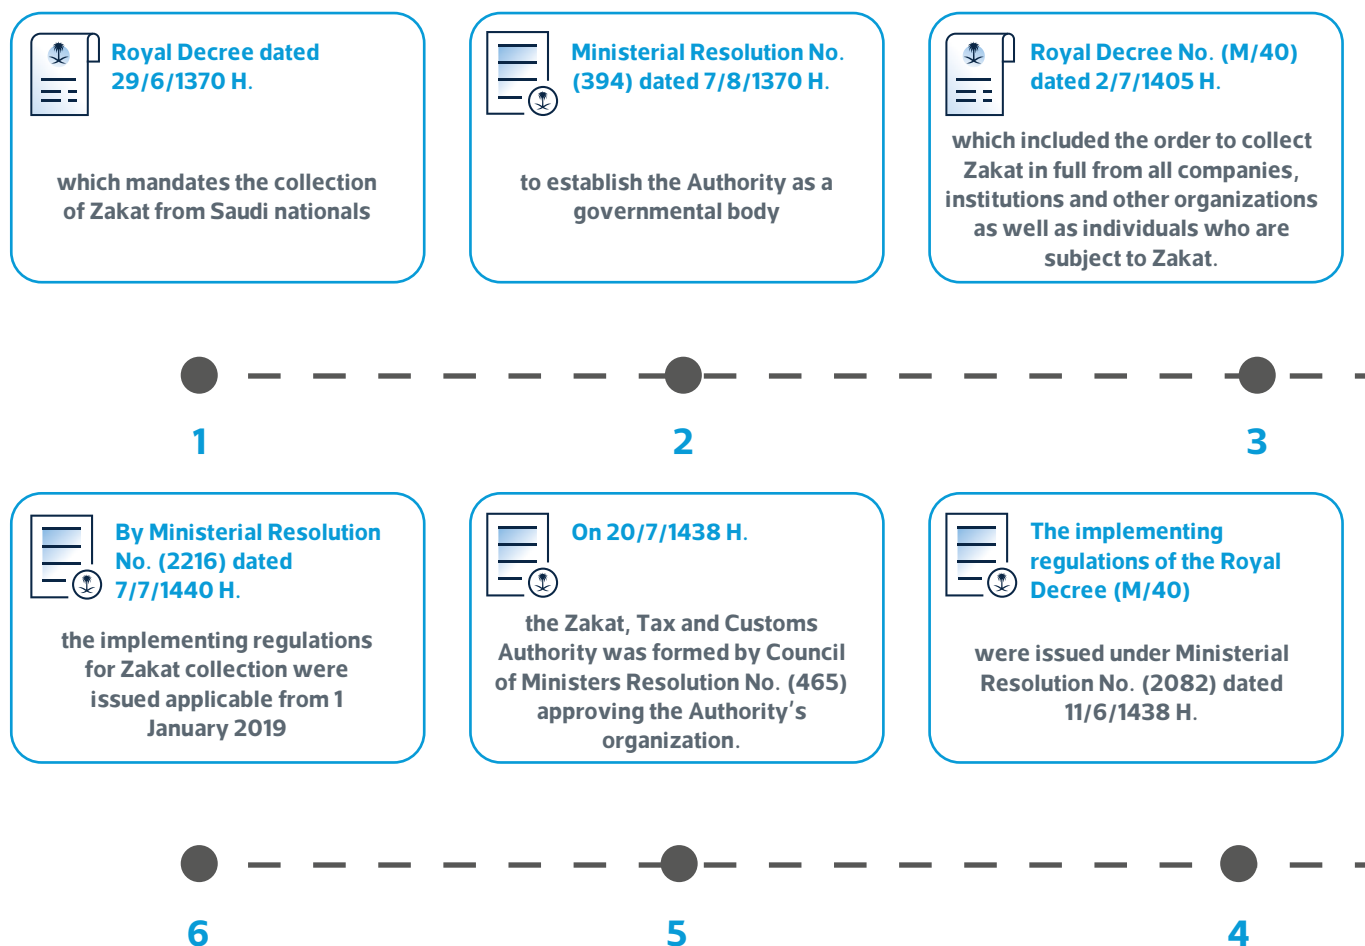 Royal Decree dated
29/6/1370 H.
which mandates the collection
of Zakat from Saudi nationals
Ministerial Resolution No.
(394) dated 7/8/1370 H.
to establish the Authority as a
governmental body
Royal Decree No. (M/40)
dated 2/7/1405 H.
which included the order to collect
Zakat in full from all companies,
institutions and other organizations
as well as individuals who are
subject to Zakat.
1
2
3
By Ministerial Resolution
No. (2216) dated
7/7/1440 H.
the implementing regulations
for Zakat collection were
issued applicable from 1
January 2019
On 20/7/1438 H.
the Zakat, Tax and Customs
Authority was formed by Council
of Ministers Resolution No. (465)
approving the Authority's
organization.
The implementing
regulations of the Royal
Decree (M/40)
were issued under Ministerial
Resolution No. (2082) dated
11/6/1438 H.
6
5
4